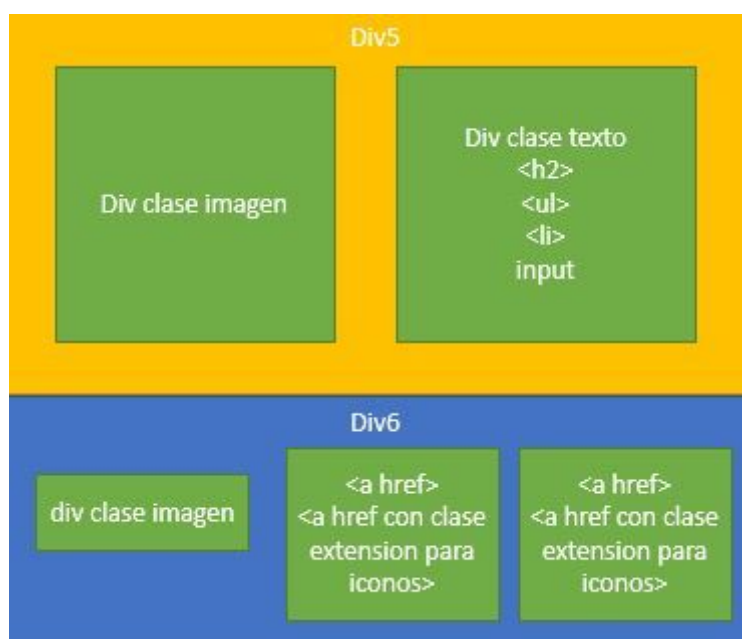 Div5
Div clase imagen
Div clase texto
<h2>
<ul>
<li>
input
Div6
div clase imagen
<a href>
<a href con clase
extension para
iconos>
<a href>
<a href con clase
extension para
iconos>